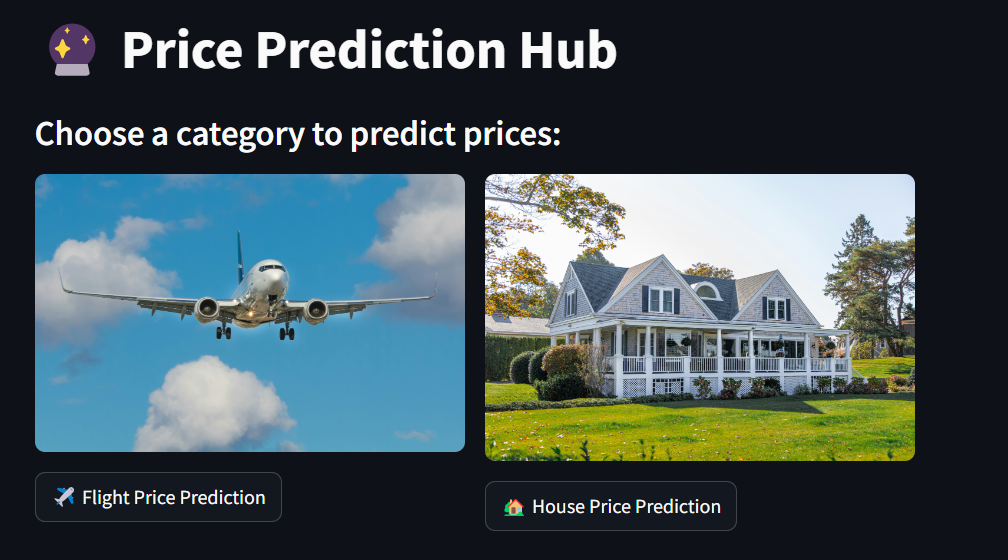 Price Prediction Hub
Choose a category to predict prices:
Flight Price Prediction
House Price Prediction